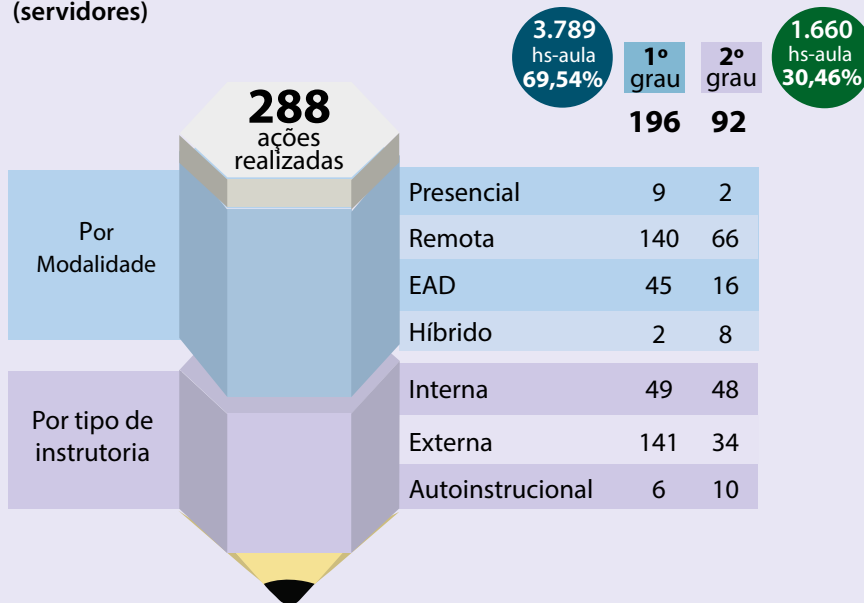 (servidores)
3.789
hs-aula
69,54%
1º
grau
2º
grau
1.660
hs-aula
30,46%
196 92
288
ações
realizadas
Por
Modalidade
Presencial 9 2
Remota 140 66
EAD 45 16
Híbrido 2 8
Por tipo de
instrutoria
Interna 49 48
Externa 141 34
Autoinstrucional 6 10